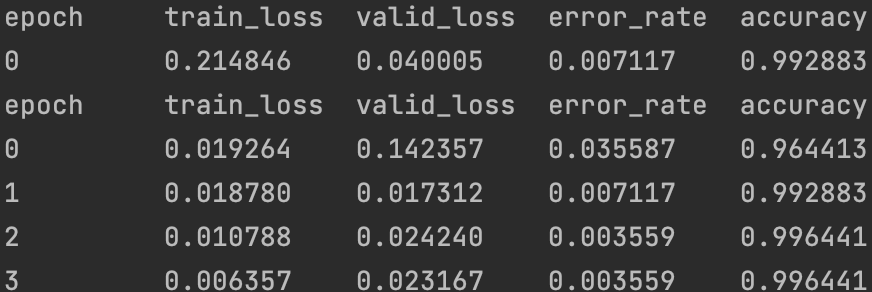 epoch train_loss valid_loss error_rate accuracy
0 0.214846 0.040005 0.007117 0.992883
epoch train_loss valid_loss error_rate accuracy
0 0.019264 0.142357 0.035587 0.964413
1 0.018780 0.017312 0.007117 0.992883
2 0.010788 0.024240 0.003559 0.996441
3 0.006357 0.023167 0.003559 0.996441